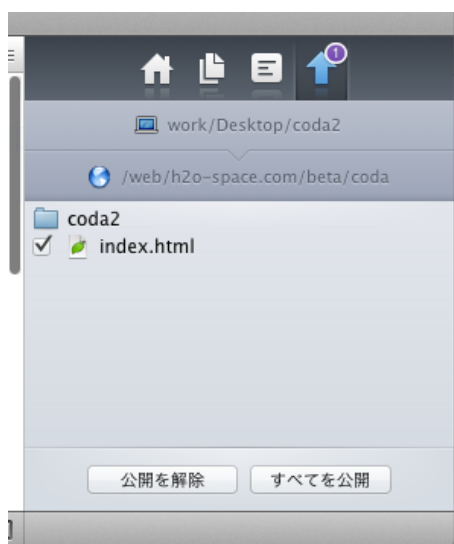 1
work/Desktop/coda2
/web/h2o-space.com/beta/coda
coda2
index.html
公開を解除
すべてを公開